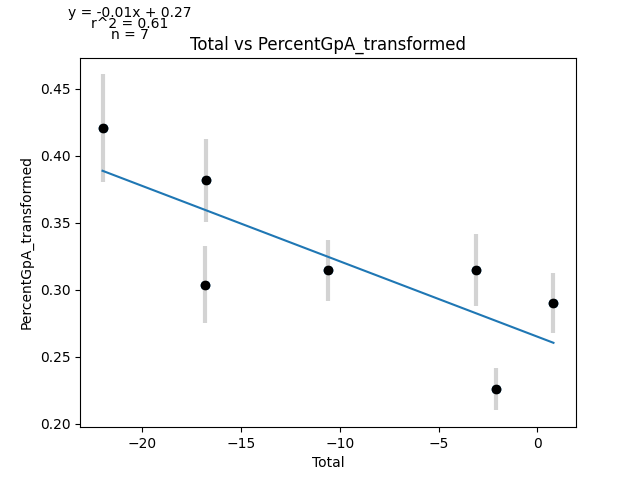 y = -0.01x + 0.27
r^2 = 0.61
n = 7
Total vs PercentGpA_transformed
PercentGpA_transformed
0.45
0.40
0.35
0.30
0.25
0.20
−20
−15
−10
−5
0
Total